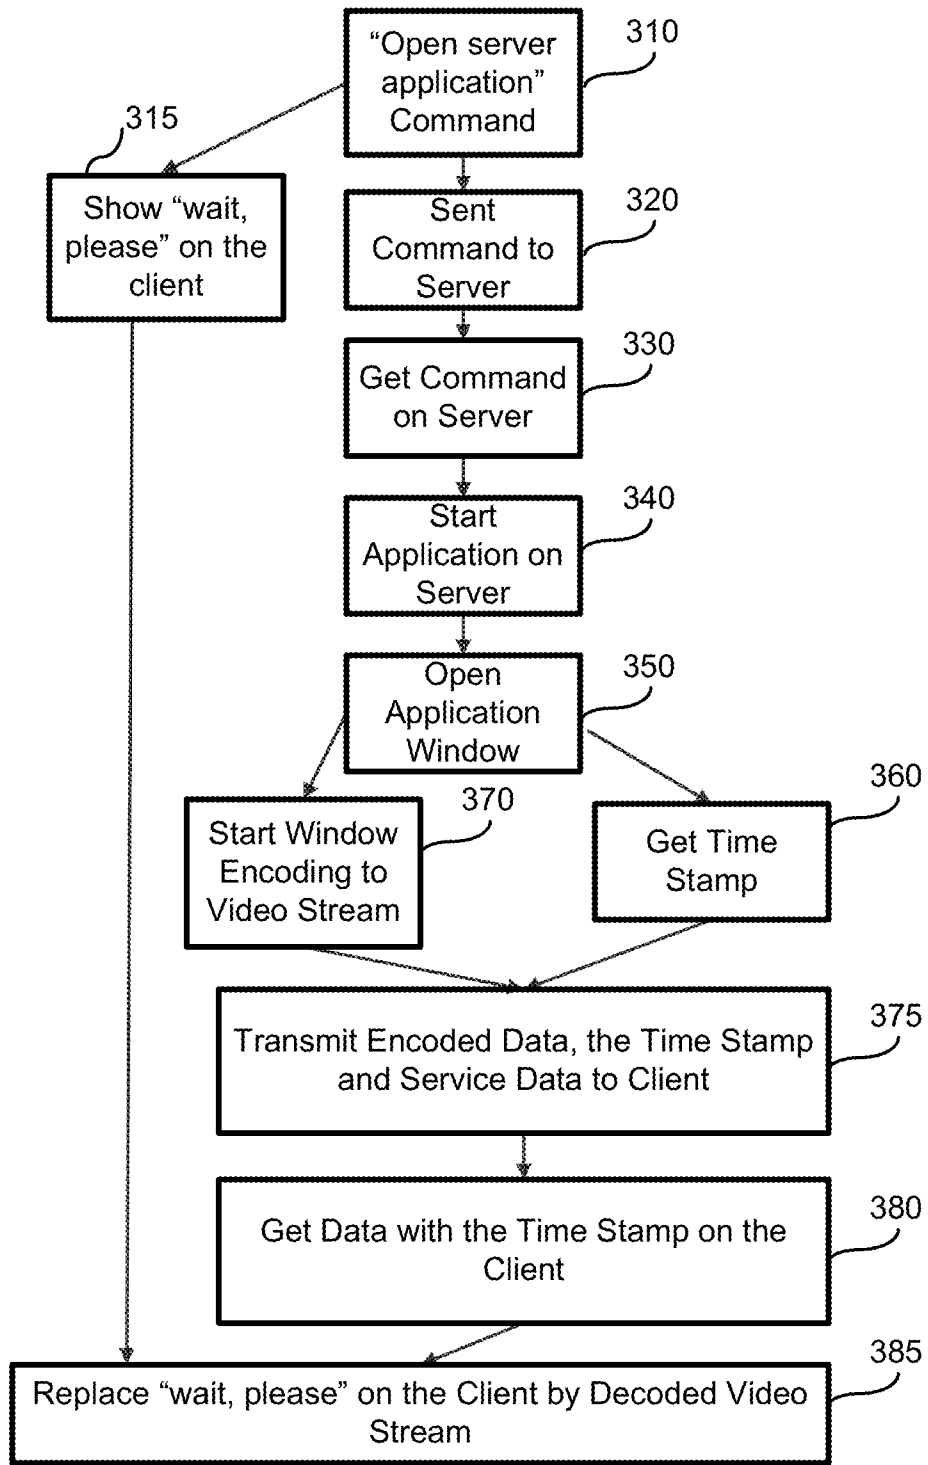 “Open server
application”
Command
310
315
Show “wait,
please” on the
client
Sent
Command to
Server
320
Get Command
on Server
330
Start
Application on
Server
340
Open
Application
Window
350
Start Window
Encoding to
Video Stream
370
Get Time
Stamp
360
Transmit Encoded Data, the Time Stamp
and Service Data to Client
375
Get Data with the Time Stamp on the
Client
380
Replace “wait, please” on the Client by Decoded Video
Stream
385